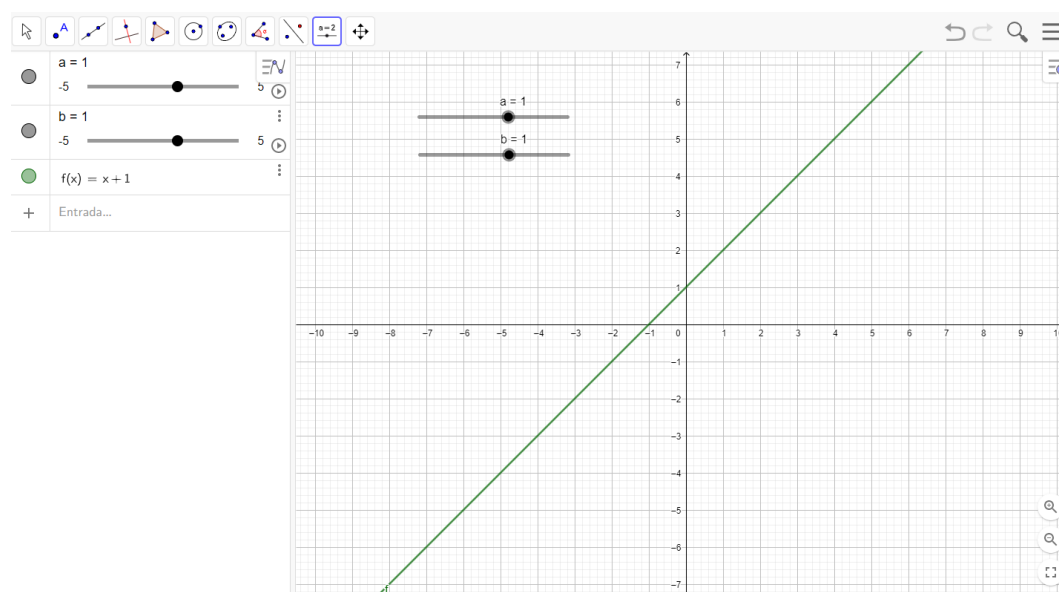 A
a=2
a = 1
-5
5
b = 1
-5
5
f(x) = x+1
+ Entrada...
a = 1
b = 1
7
6
5
4
3
2
1
−10 −9 −8 −7 −6 −5 −4 −3 −2 −1 0 1 2 3 4 5 6 7 8 9
−1
−2
−3
−4
−5
−6
−7
f